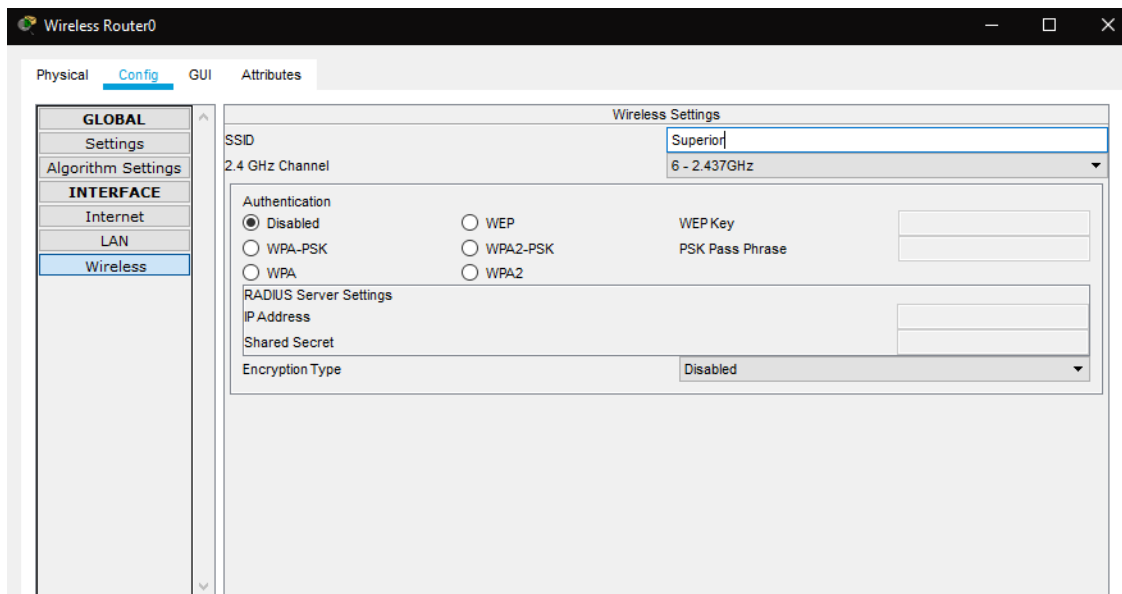 Wireless Router0
Physical Config GUI Attributes
GLOBAL
Settings
Algorithm Settings
INTERFACE
Internet
LAN
Wireless
Wireless Settings
SSID Superior
2.4 GHz Channel 6 - 2.437GHz
Authentication
Disabled WEP WEP Key
WPA-PSK WPA2-PSK PSK Pass Phrase
WPA WPA2
RADIUS Server Settings
IP Address
Shared Secret
Encryption Type Disabled